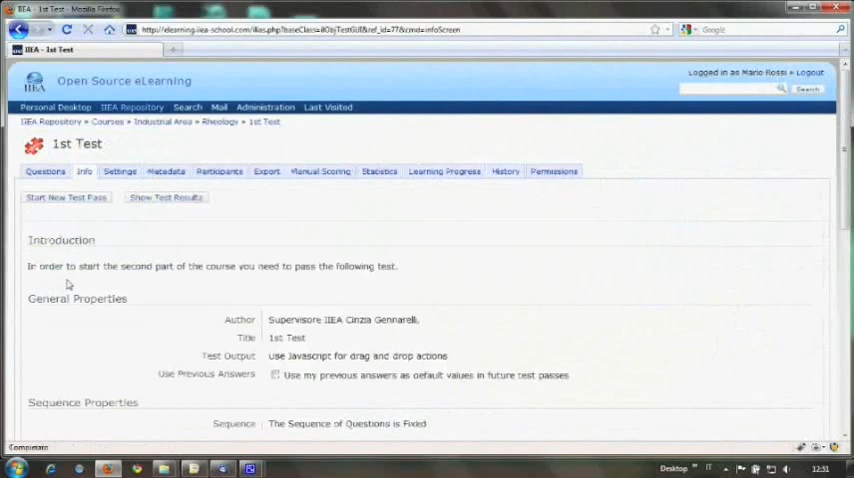 IIEA - 1st Test - Mozilla Firefox
http://elearning.iiea-school.com/ilias.php?baseClass=ilObjTestGUI&ref_id=77&cmd=infoScreen
Google
IIEA - 1st Test
IIEA
Open Source eLearning
Logged in as Mario Rossi » Logout
Search
Personal Desktop IIEA Repository Search Mail Administration Last Visited
IIEA Repository » Courses » Industrial Area » Rheology » 1st Test
1st Test
Questions Info Settings Metadata Participants Export Manual Scoring Statistics Learning Progress History Permissions
Start New Test Pass Show Test Results
Introduction
In order to start the second part of the course you need to pass the following test.
General Properties
Author Supervisore IIEA Cinzia Gennarelli,
Title 1st Test
Test Output Use Javascript for drag and drop actions
Use Previous Answers Use my previous answers as default values in future test passes
Sequence Properties
Sequence The Sequence of Questions is Fixed
Completato
Desktop IT 12:51